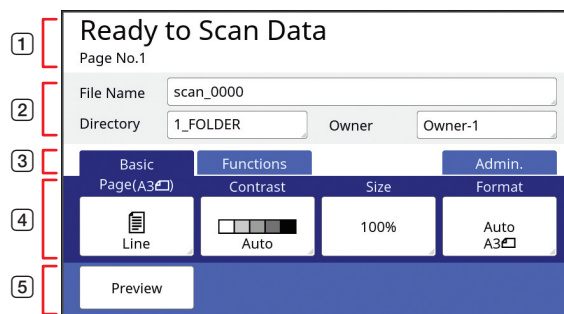 1
Ready to Scan Data
Page No.1
2
File Name scan_0000
Directory 1_FOLDER Owner Owner-1
3
Basic Functions Admin.
4
Page(A3) Contrast Size Format
Line Auto 100% Auto
A3
5
Preview